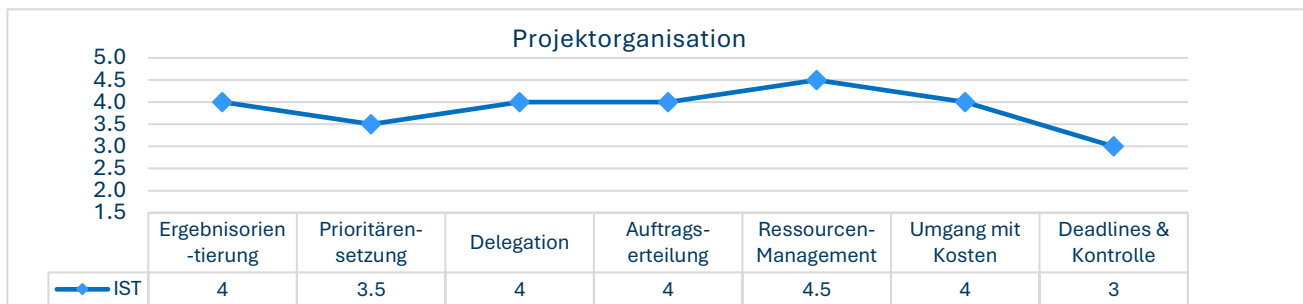 Projektorganisation
5.0
4.5
4.0
3.5
3.0
2.5
2.0
1.5
Ergebnisorien
-tierung
Prioritären-
setzung
Delegation
Auftrags-
erteilung
Ressourcen-
Management
Umgang mit
Kosten
Deadlines &
Kontrolle
IST 4 3.5 4 4 4.5 4 3